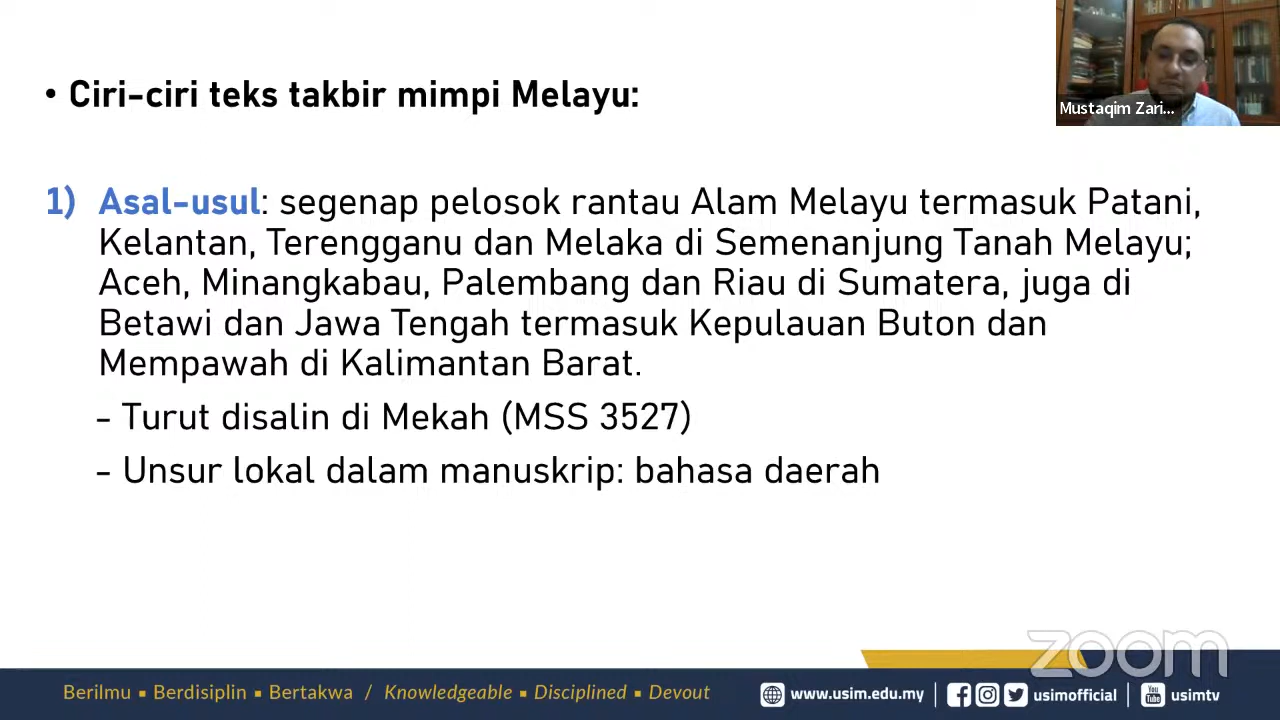 • Ciri-ciri teks takbir mimpi Melayu:
Mustaqim Zari...
1) Asal-usul: segenap pelosok rantau Alam Melayu termasuk Patani,
Kelantan, Terengganu dan Melaka di Semenanjung Tanah Melayu;
Aceh, Minangkabau, Palembang dan Riau di Sumatera, juga di
Betawi dan Jawa Tengah termasuk Kepulauan Buton dan
Mempawah di Kalimantan Barat.
- Turut disalin di Mekah (MSS 3527)
- Unsur lokal dalam manuskrip: bahasa daerah
zoom
Berilmu ▪ Berdisiplin ▪ Bertakwa / Knowledgeable ▪ Disciplined ▪ Devout
www.usim.edu.my | usimofficial | You Tube usimtv